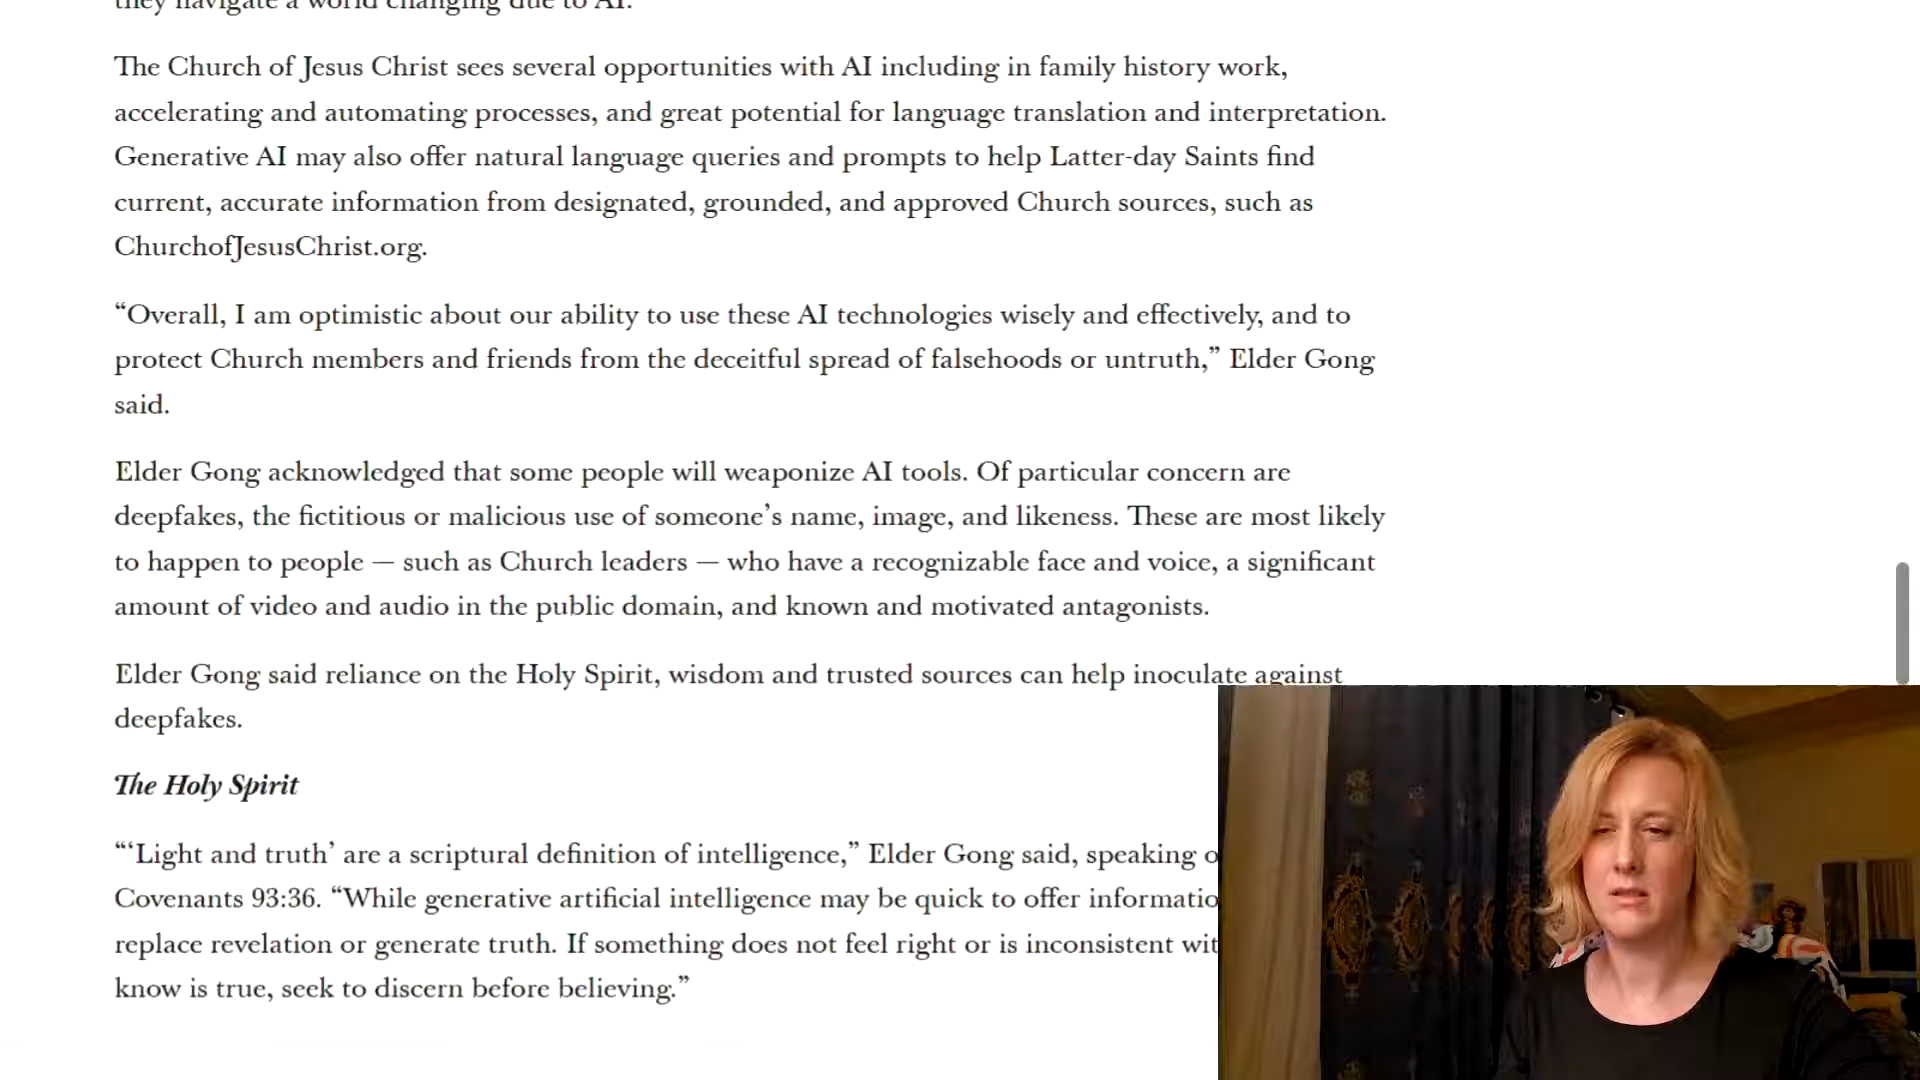 they navigate a world changing due to AI.
The Church of Jesus Christ sees several opportunities with AI including in family history work,
accelerating and automating processes, and great potential for language translation and interpretation.
Generative AI may also offer natural language queries and prompts to help Latter-day Saints find
current, accurate information from designated, grounded, and approved Church sources, such as
ChurchofJesusChrist.org.
“Overall, I am optimistic about our ability to use these AI technologies wisely and effectively, and to
protect Church members and friends from the deceitful spread of falsehoods or untruth,” Elder Gong
said.
Elder Gong acknowledged that some people will weaponize AI tools. Of particular concern are
deepfakes, the fictitious or malicious use of someone’s name, image, and likeness. These are most likely
to happen to people — such as Church leaders — who have a recognizable face and voice, a significant
amount of video and audio in the public domain, and known and motivated antagonists.
Elder Gong said reliance on the Holy Spirit, wisdom and trusted sources can help inoculate against
deepfakes.
The Holy Spirit
“‘Light and truth’ are a scriptural definition of intelligence,” Elder Gong said, speaking
Covenants 93:36. “While generative artificial intelligence may be quick to offer
replace revelation or generate truth. If something does not feel right or is inconsistent
know is true, seek to discern before believing.”